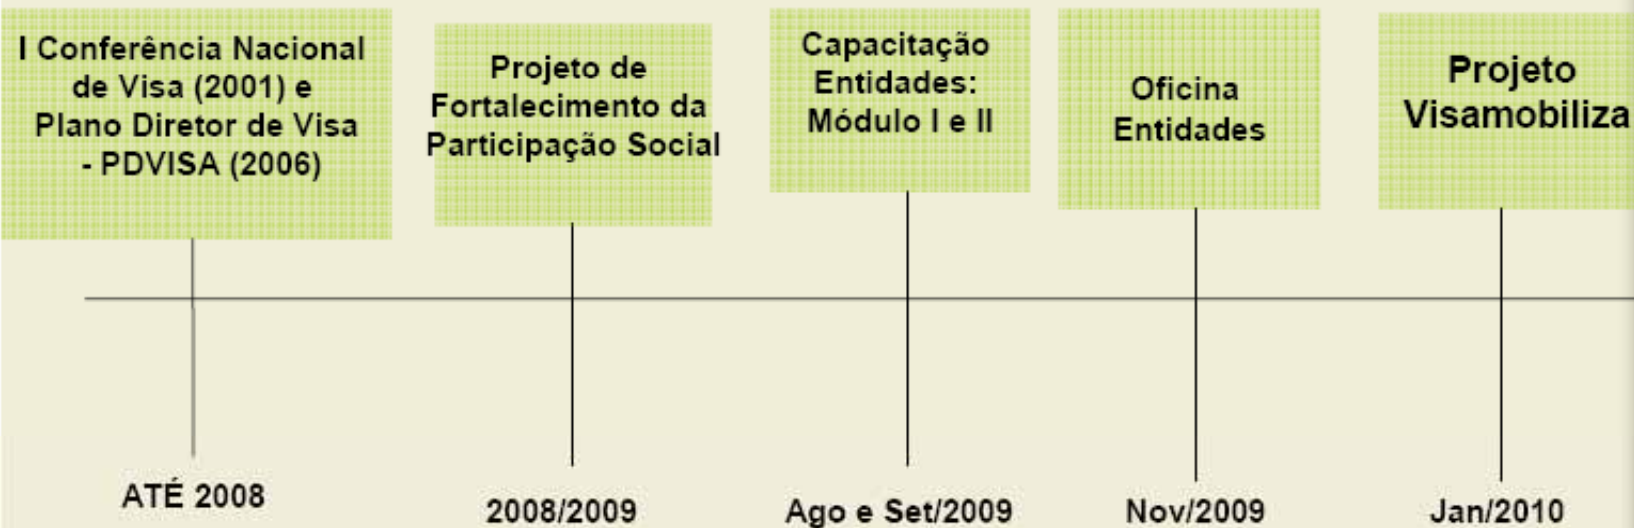 I Conferência Nacional
de Visa (2001) e
Plano Diretor de Visa
- PDVISA (2006)
Projeto de
Fortalecimento da
Participação Social
Capacitação
Entidades:
Módulo I e II
Oficina
Entidades
Projeto
Visamobiliza
ATÉ 2008
2008/2009
Ago e Set/2009
Nov/2009
Jan/2010